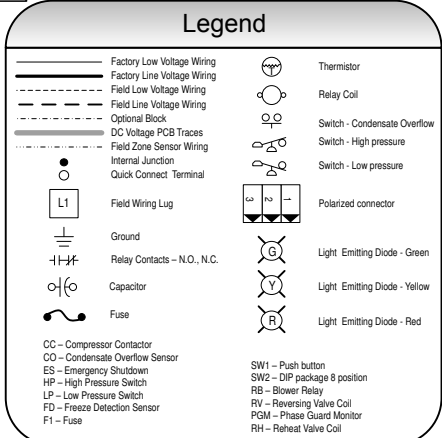 Legend
Factory Low Voltage Wiring
Factory Line Voltage Wiring
Field Low Voltage Wiring
Field Line Voltage Wiring
Optional Block
DC Voltage PCB Traces
Field Zone Sensor Wiring
Internal Junction
Quick Connect Terminal
L1
Field Wiring Lug
Ground
Relay Contacts – N.O., N.C.
Capacitor
Fuse
Thermistor
Relay Coil
Switch - Condensate Overflow
Switch - High pressure
Switch - Low pressure
3 2 1
Polarized connector
G
Light Emitting Diode - Green
Y
Light Emitting Diode - Yellow
R
Light Emitting Diode - Red
CC – Compressor Contactor
CO – Condensate Overflow Sensor
ES – Emergency Shutdown
HP – High Pressure Switch
LP – Low Pressure Switch
FD – Freeze Detection Sensor
F1 – Fuse
SW1 – Push button
SW2 – DIP package 8 position
RB – Blower Relay
RV – Reversing Valve Coil
PGM – Phase Guard Monitor
RH – Reheat Valve Coil